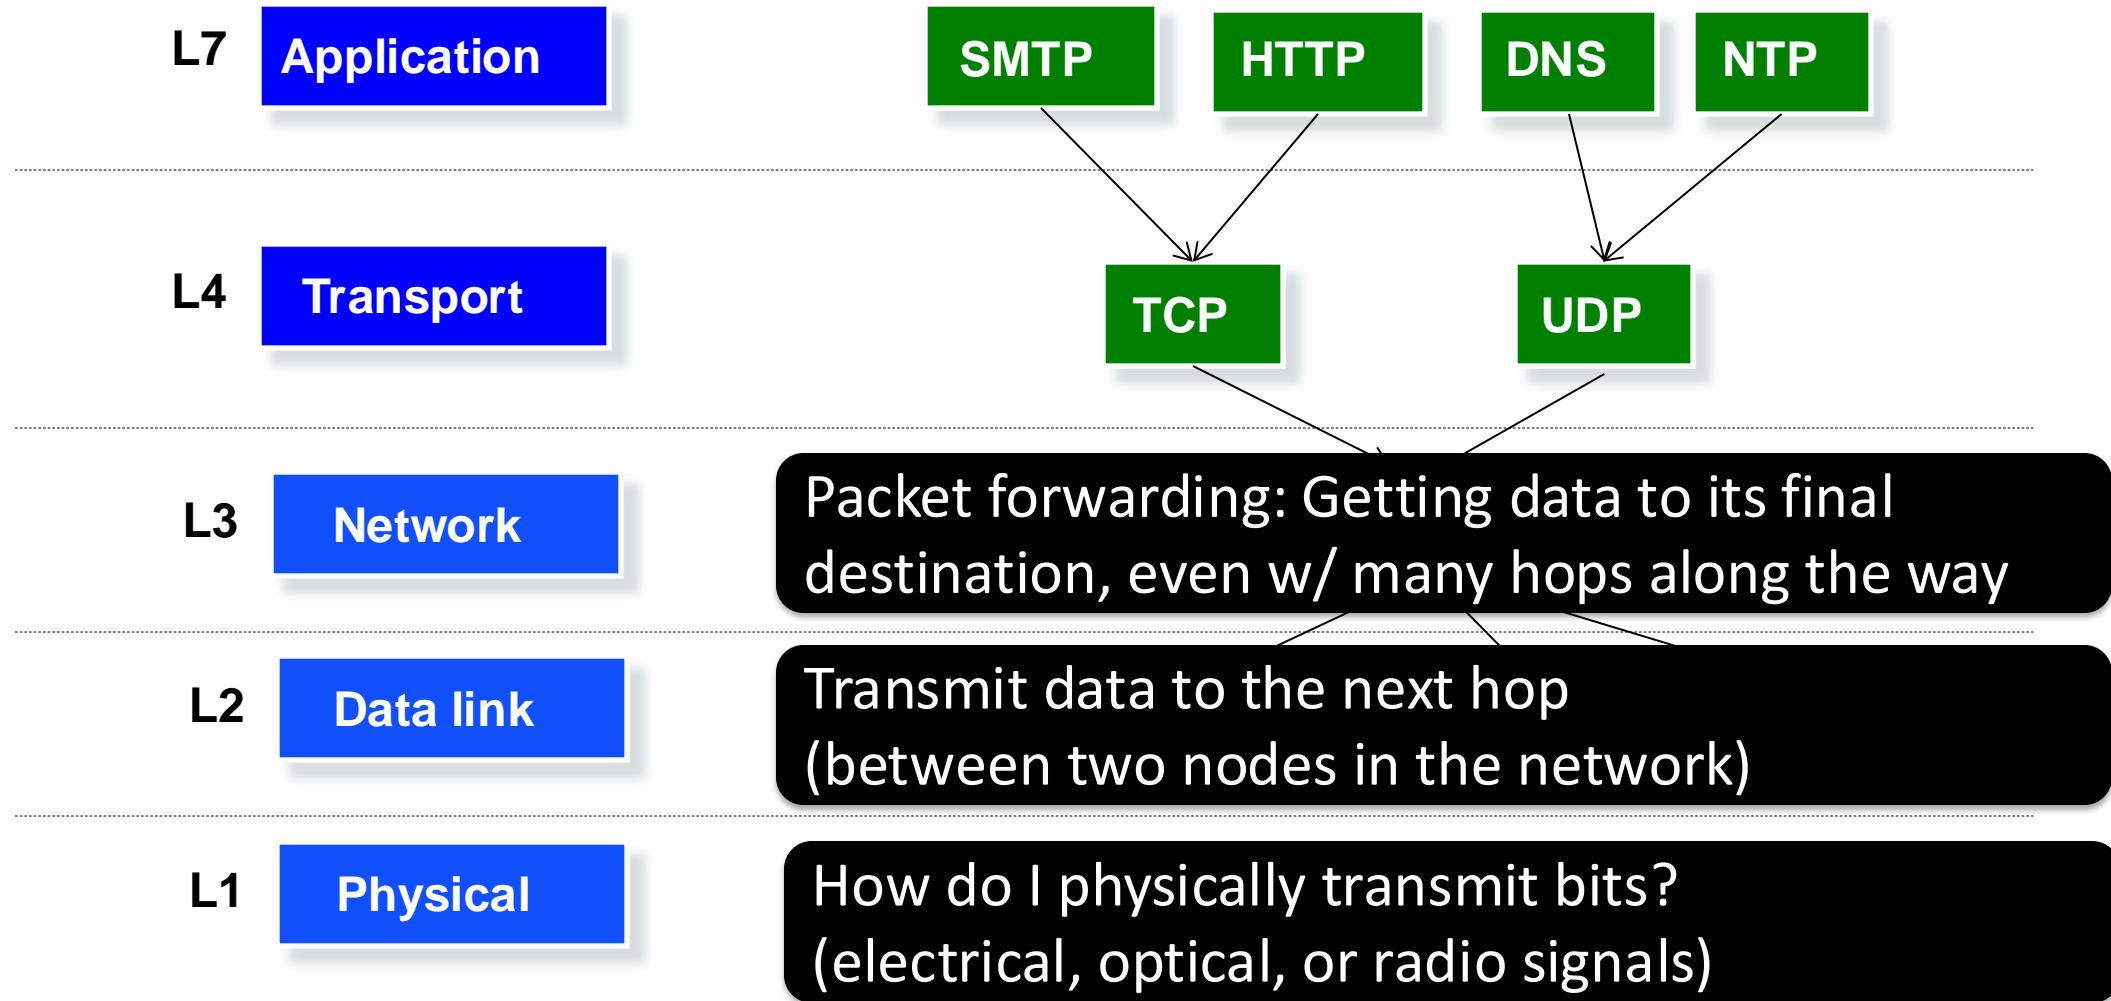 L7 Application SMTP HTTP DNS NTP
L4 Transport TCP UDP
L3 Network
Packet forwarding: Getting data to its final
destination, even w/ many hops along the way
L2 Data link
Transmit data to the next hop
(between two nodes in the network)
L1 Physical
How do I physically transmit bits?
(electrical, optical, or radio signals)